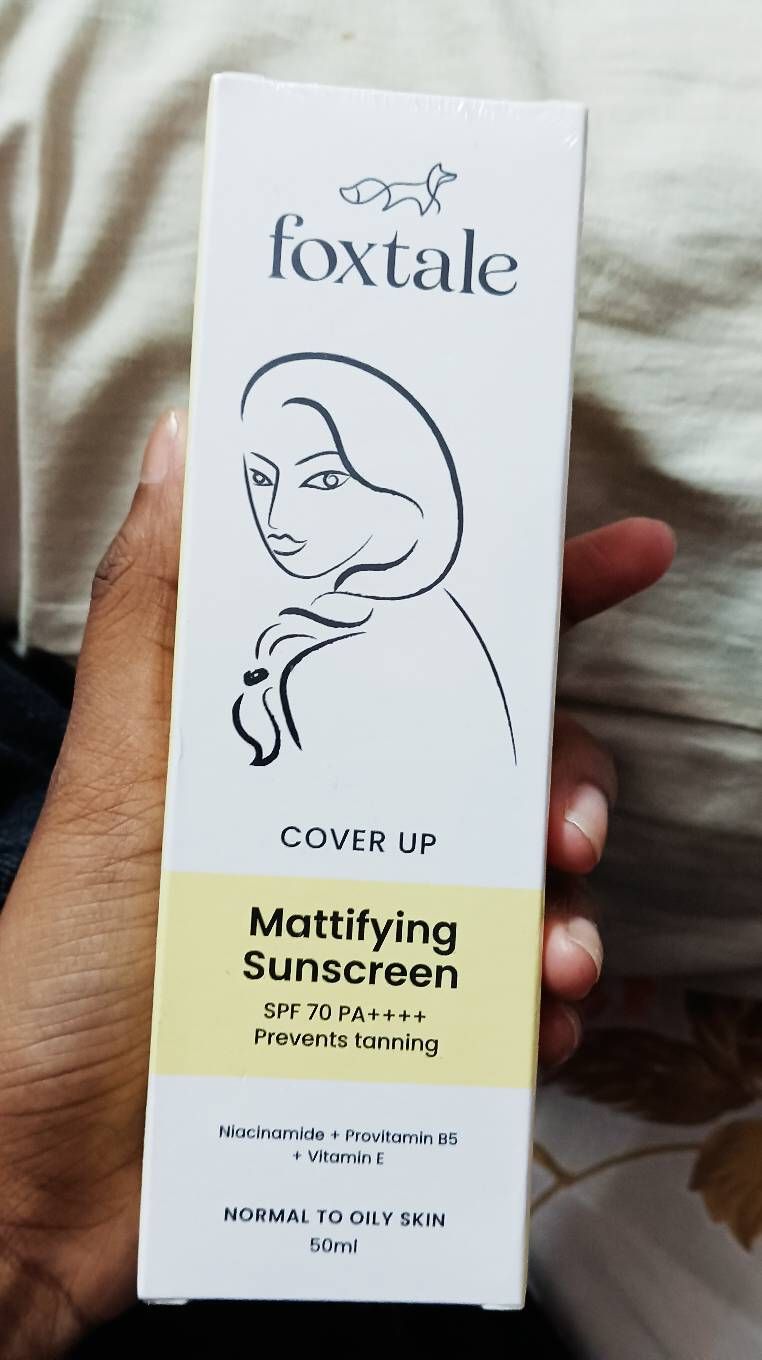 foxtale
COVER UP
Mattifying
Sunscreen
SPF 70 PA++++
Prevents tanning
Niacinamide + Provitamin B5
+ Vitamin E
NORMAL TO OILY SKIN
50ml